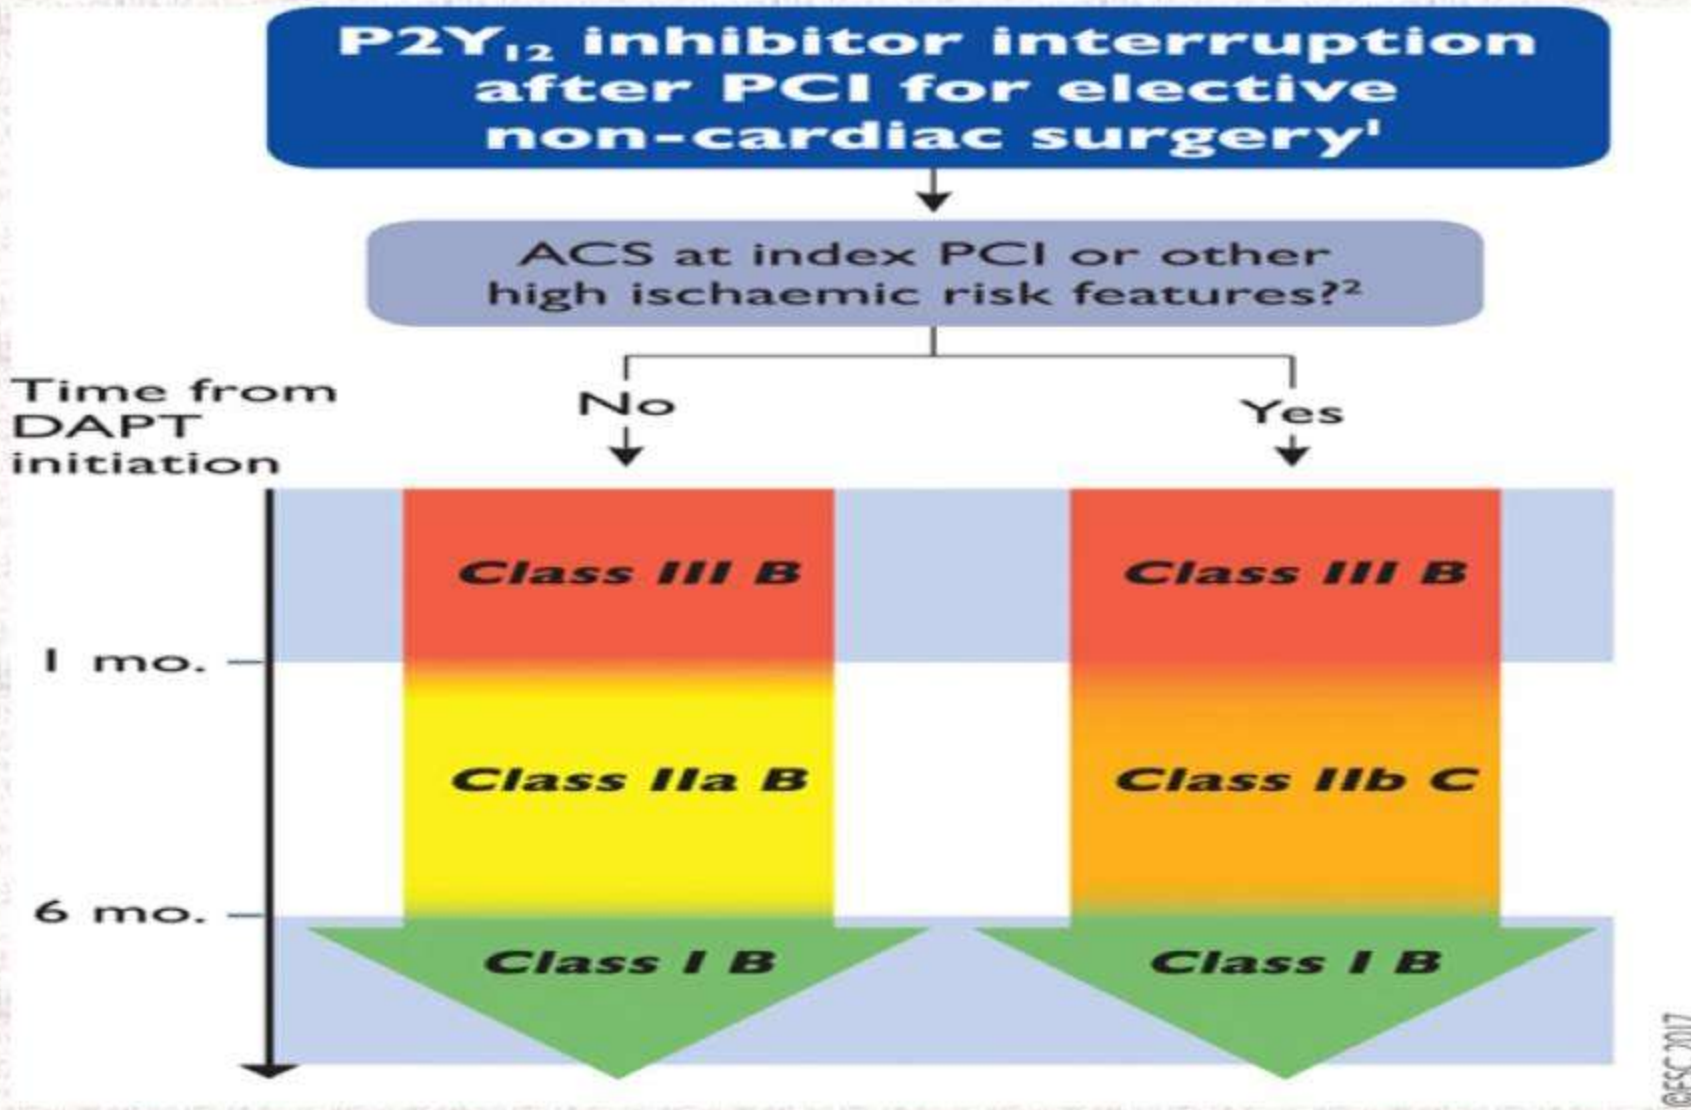 P2Y₁₂ inhibitor interruption
after PCI for elective
non-cardiac surgery¹
ACS at index PCI or other
high ischaemic risk features?²
Time from
DAPT
initiation
No
Yes
Class III B
Class III B
1 mo.
Class IIa B
Class IIb C
6 mo.
Class I B
Class I B
©ESC 2017